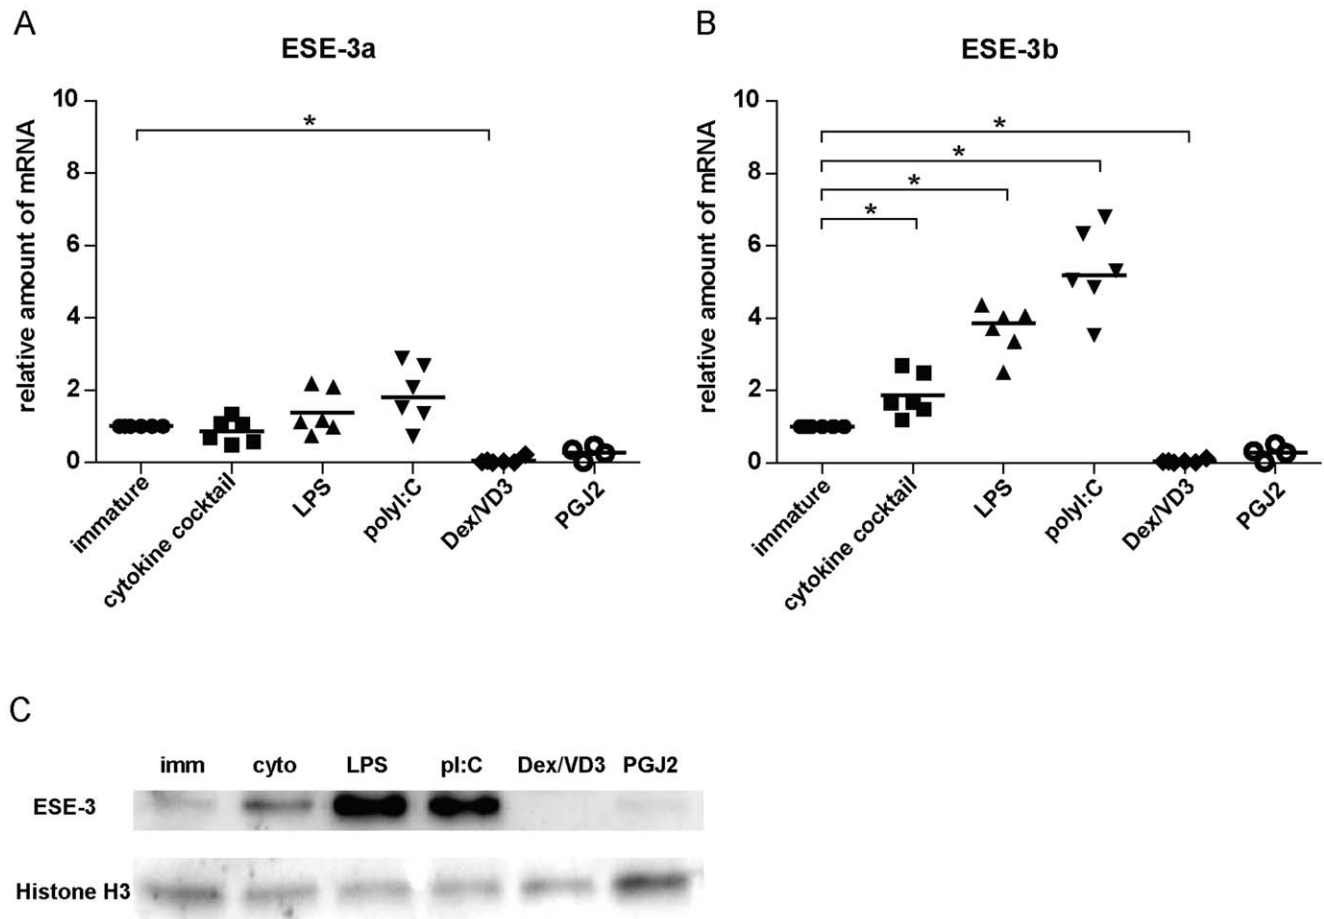 A
ESE-3a
relative amount of mRNA
10
8
6
4
2
0
*
immature
cytokine cocktail
LPS
polyI:C
Dex/VD3
PGJ2
B
ESE-3b
relative amount of mRNA
10
8
6
4
2
0
*
*
*
*
immature
cytokine cocktail
LPS
polyI:C
Dex/VD3
PGJ2
C
imm cyto LPS pI:C Dex/VD3 PGJ2
ESE-3
Histone H3